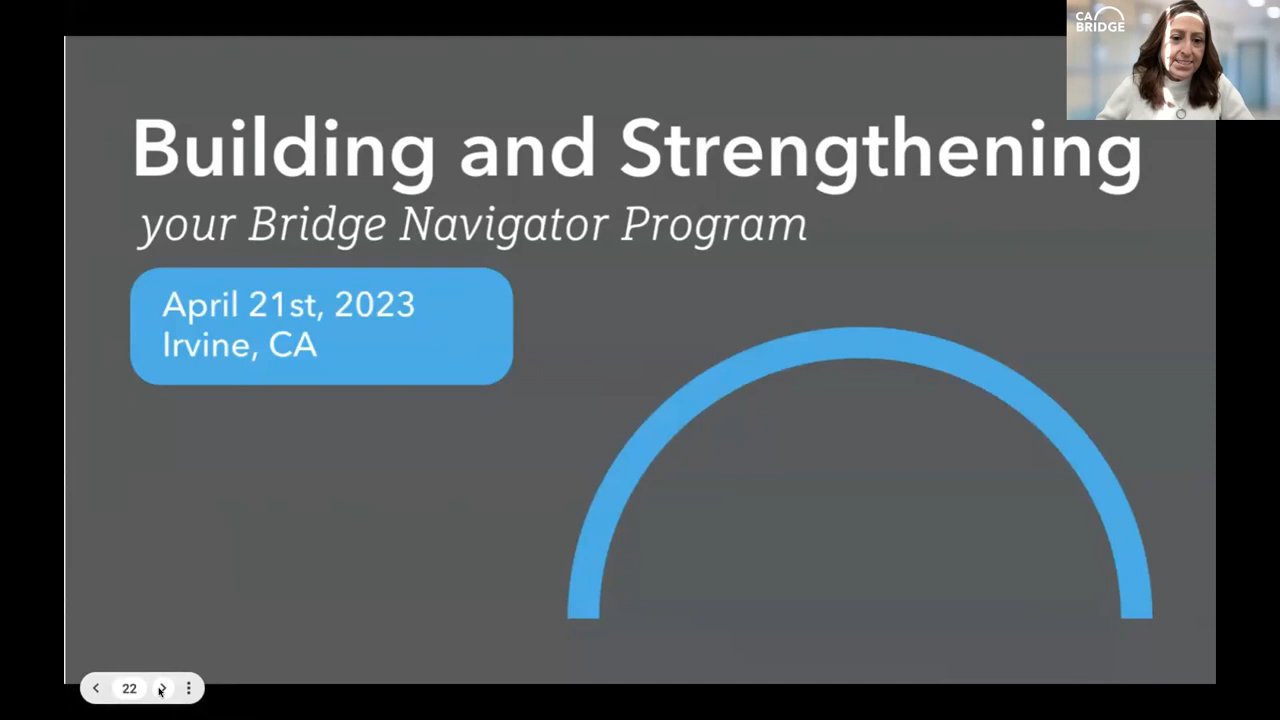 CA
BRIDGE
Building and Strengthening
your Bridge Navigator Program
April 21st, 2023
Irvine, CA
22